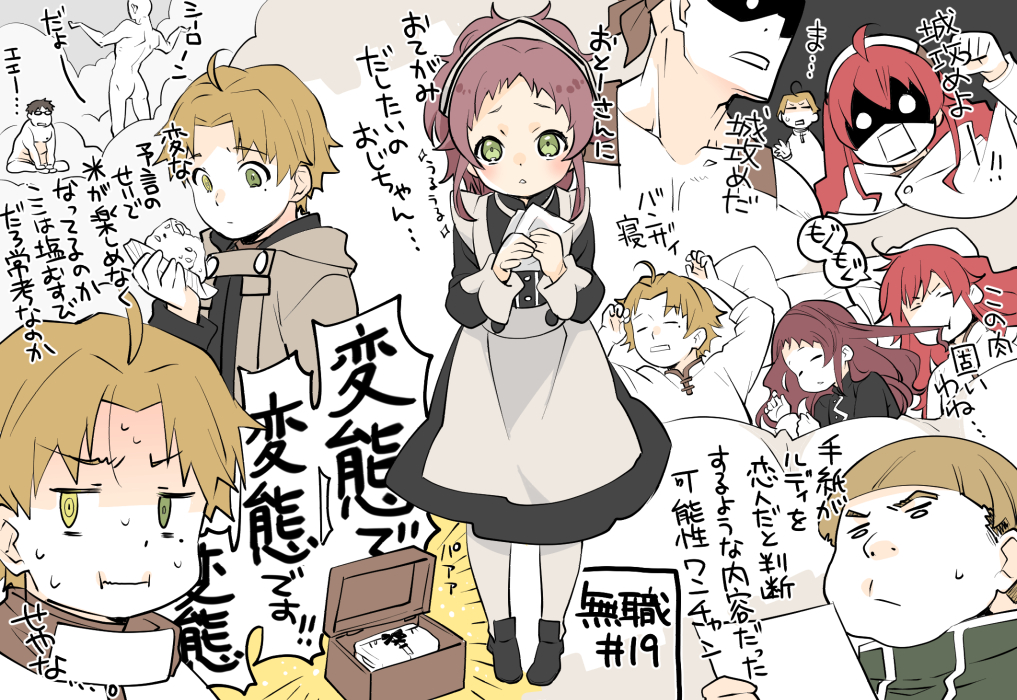 城攻めよ
ーー!!
ま…
城攻めだ
おとーさんに
おてがみ
だしたいの
おじちゃん…
うるうる
シーローン
だよ
エェー…
変な
予言の
せいで
*が楽しめなく
なってるのか
ここは塩むすび
だろ常考らなのか
バンザイ
寝
もぐもぐ
この肉
固い
わね…
変態で
変態です!!
変態
せやな…。
パアァ
無職
#19
手紙が
ルディを
恋人だと判断
するような内容だった
可能性ワンチャン